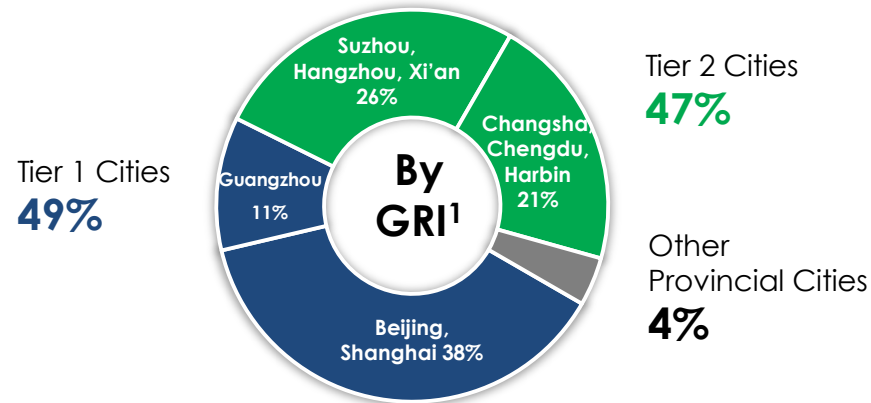 Suzhou,
Hangzhou, Xi’an
26%
Tier 2 Cities
47%
Changsha,
Chengdu,
Harbin
21%
By
GRI¹
Tier 1 Cities
49%
Guangzhou
11%
Other
Provincial Cities
4%
Beijing,
Shanghai 38%